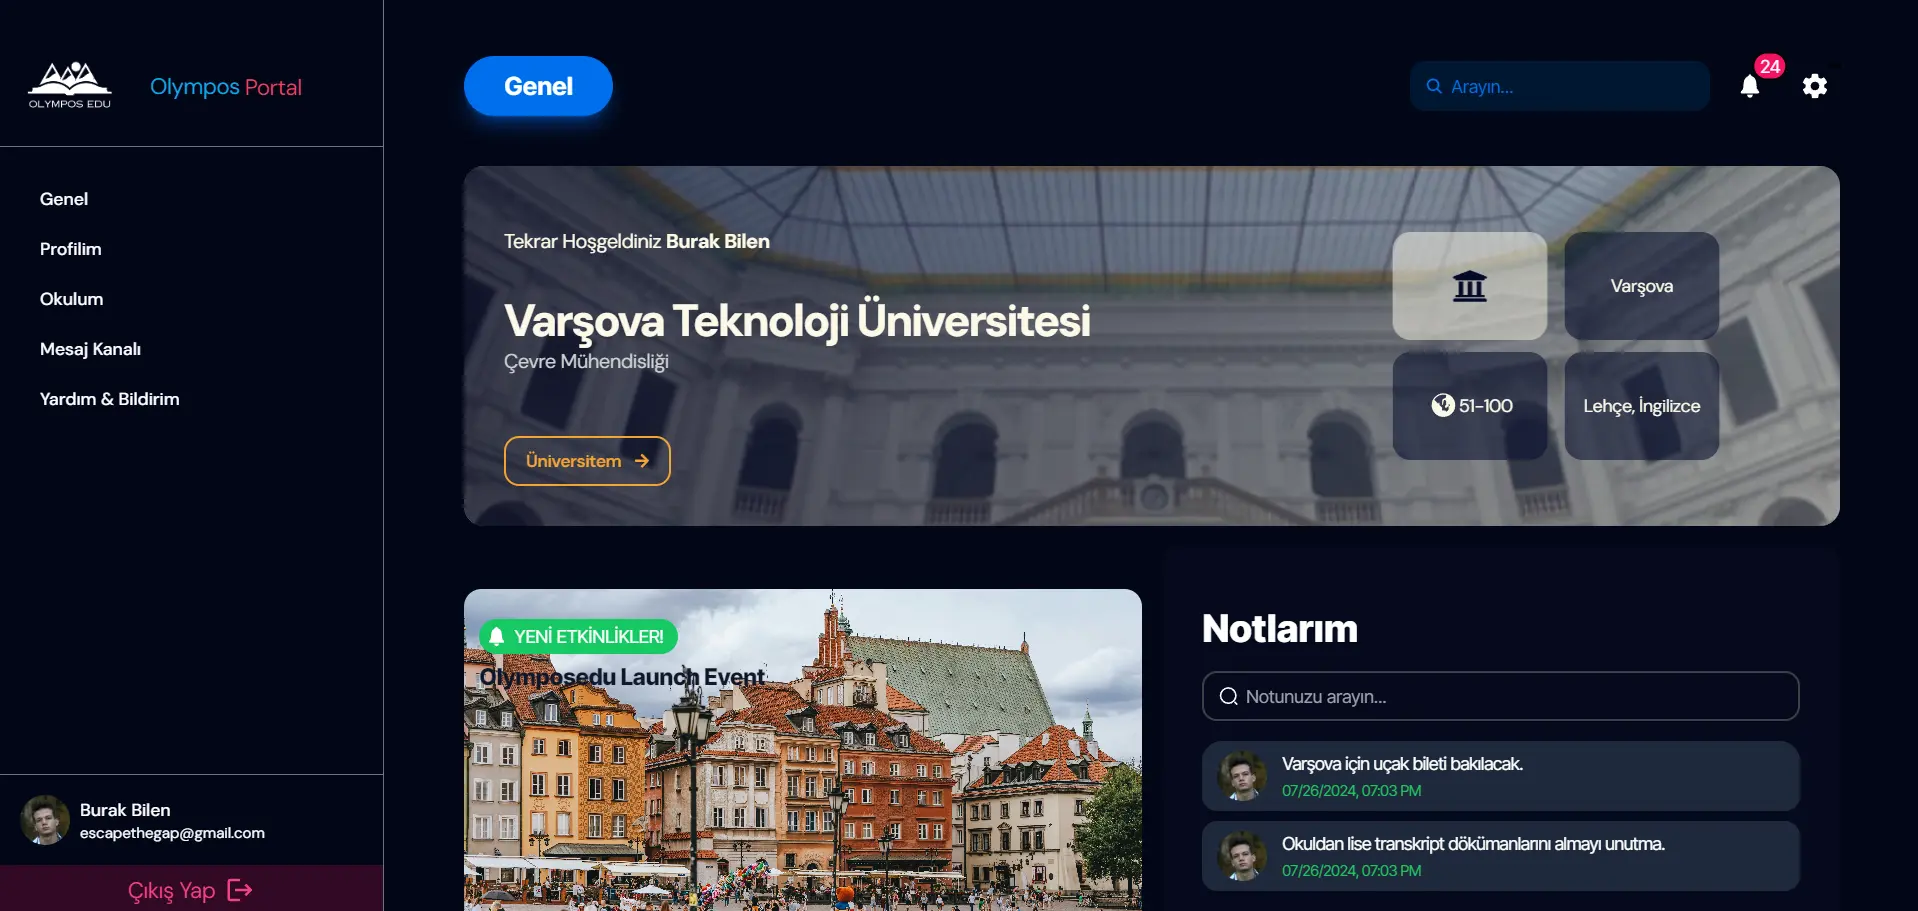 OLYMPOS EDU
Olympos Portal
Genel
Profilim
Okulum
Mesaj Kanalı
Yardım & Bildirim
Burak Bilen
escapethegap@gmail.com
Çıkış Yap
Genel
Arayın...
24
Tekrar Hoşgeldiniz Burak Bilen
Varşova Teknoloji Üniversitesi
Çevre Mühendisliği
Üniversitem
Varşova
51-100
Lehçe, İngilizce
YENİ ETKİNLİKLER!
Olymposedu Launch Event
Notlarım
Notunuzu arayın...
Varşova için uçak bileti bakılacak.
07/26/2024, 07:03 PM
Okuldan lise transkript dökümanlarını almayı unutma.
07/26/2024, 07:03 PM